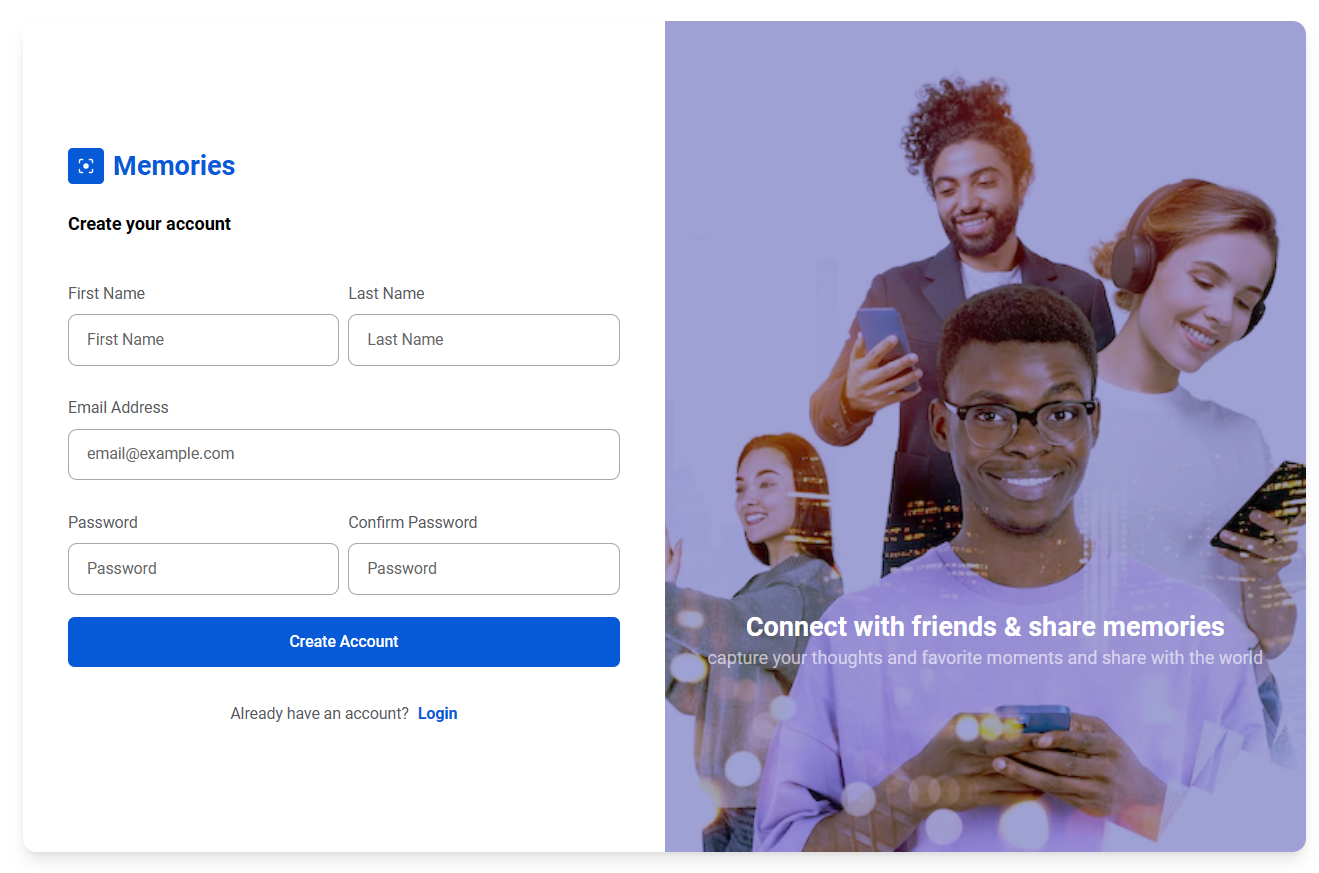 Memories
Create your account
First Name Last Name
First Name Last Name
Email Address
email@example.com
Password Confirm Password
Password Password
Create Account
Already have an account? Login
Connect with friends & share memories
capture your thoughts and favorite moments and share with the world